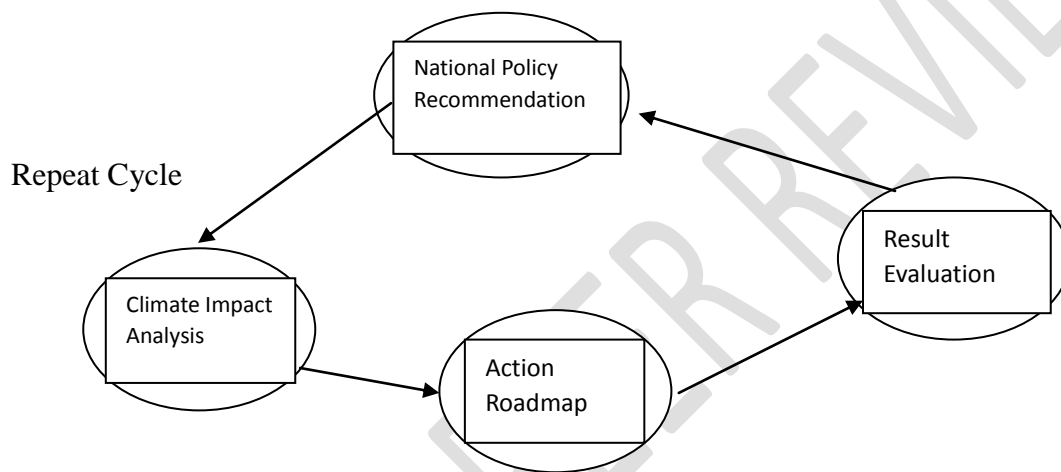 National Policy
Recommendation
Repeat Cycle
Result
Evaluation
Climate Impact
Analysis
Action
Roadmap